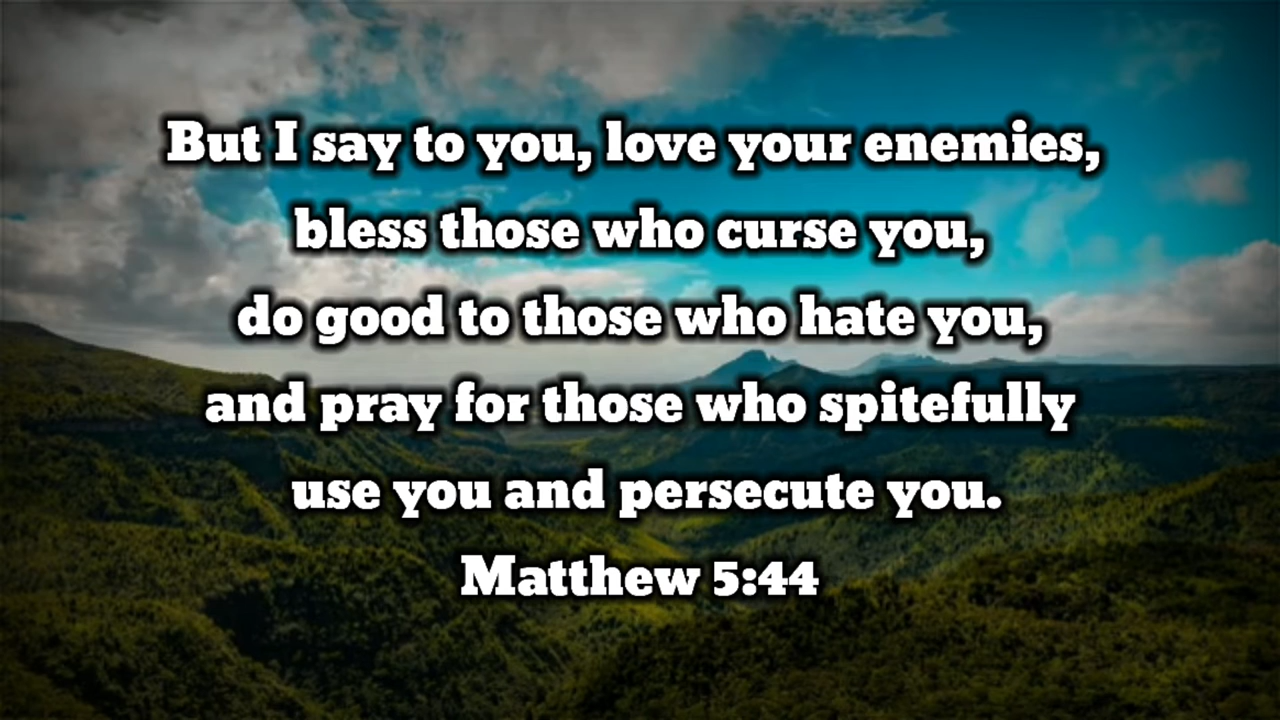 But I say to you, love your enemies,
bless those who curse you,
do good to those who hate you,
and pray for those who spitefully
use you and persecute you.
Matthew 5:44